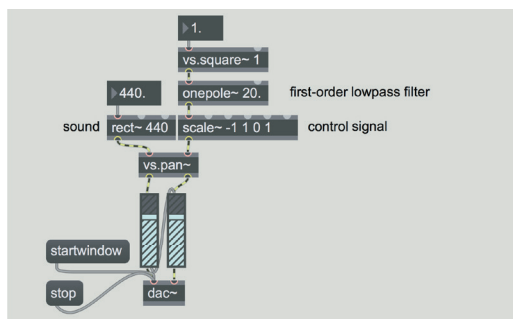 1.
vs.square~ 1
440.
onepole~ 20.
first-order lowpass filter
sound
rect~ 440
scale~ -1 1 0 1
control signal
vs.pan~
startwindow
stop
dac~